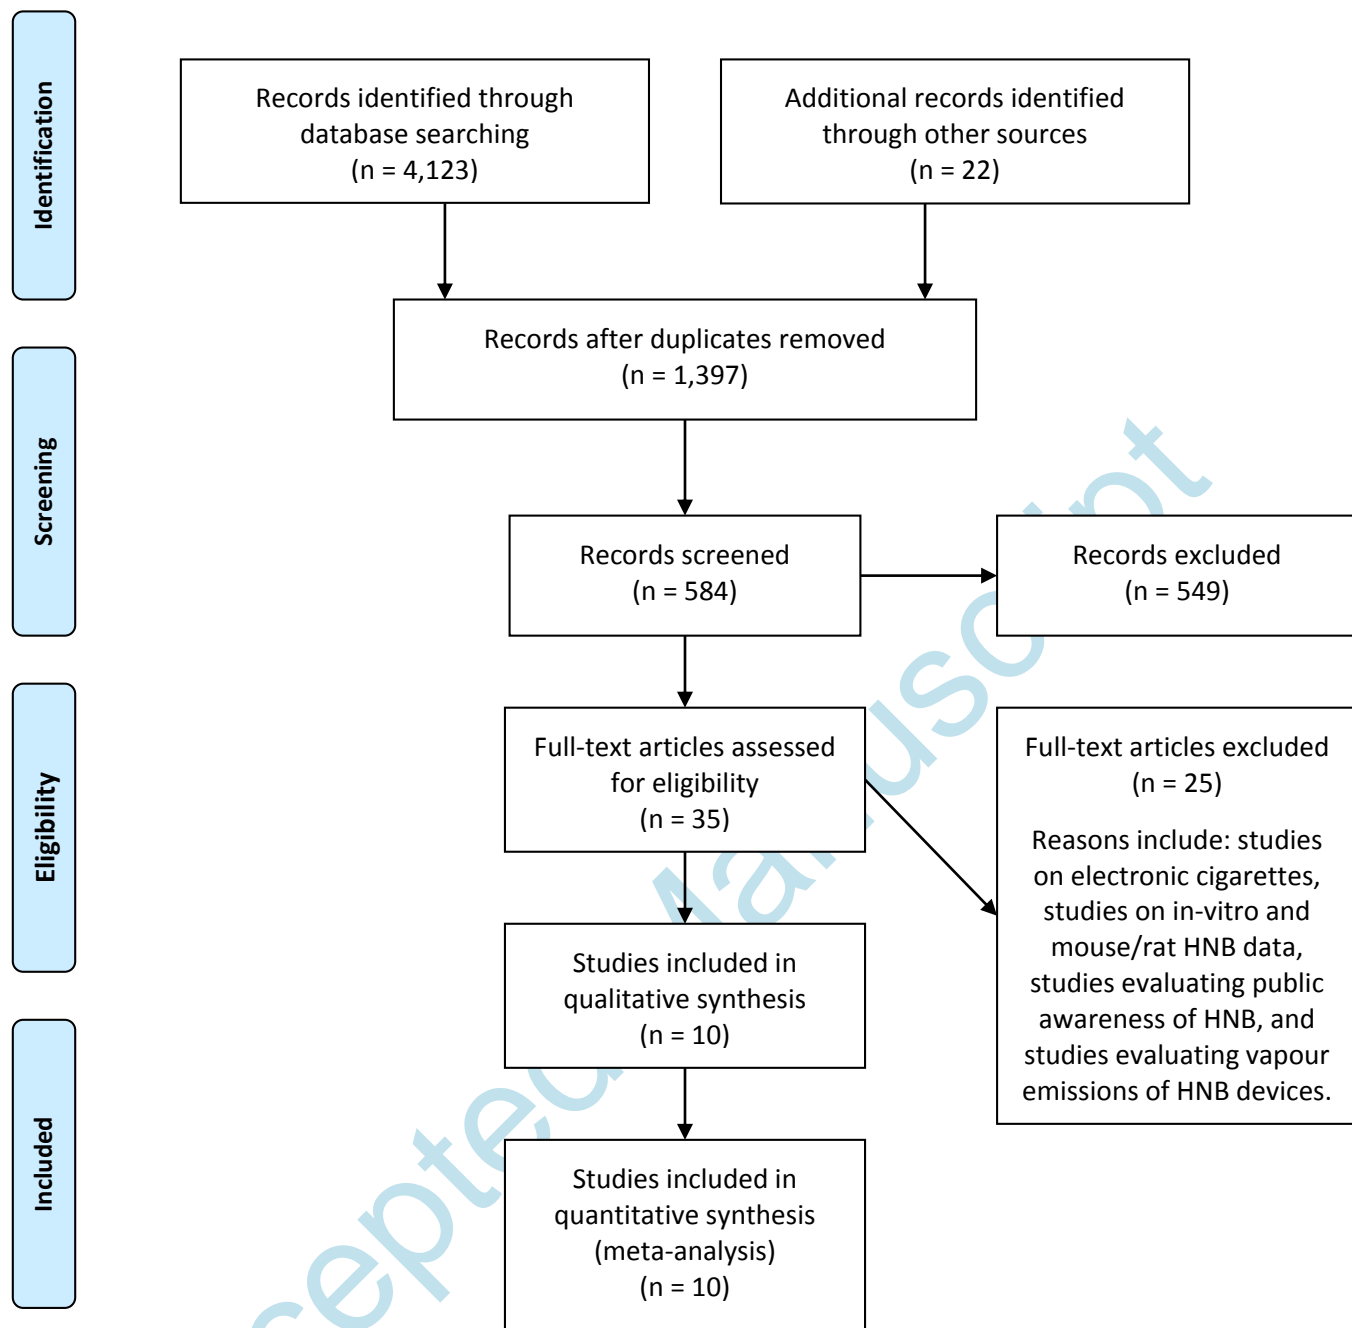 Identification
Records identified through
database searching
(n = 4,123)
Additional records identified
through other sources
(n = 22)
Records after duplicates removed
(n = 1,397)
Screening
Records screened
(n = 584)
Records excluded
(n = 549)
Eligibility
Full-text articles assessed
for eligibility
(n = 35)
Full-text articles excluded
(n = 25)
Reasons include: studies
on electronic cigarettes,
studies on in-vitro and
mouse/rat HNB data,
studies evaluating public
awareness of HNB, and
studies evaluating vapour
emissions of HNB devices.
Studies included in
qualitative synthesis
(n = 10)
Included
Studies included in
quantitative synthesis
(meta-analysis)
(n = 10)